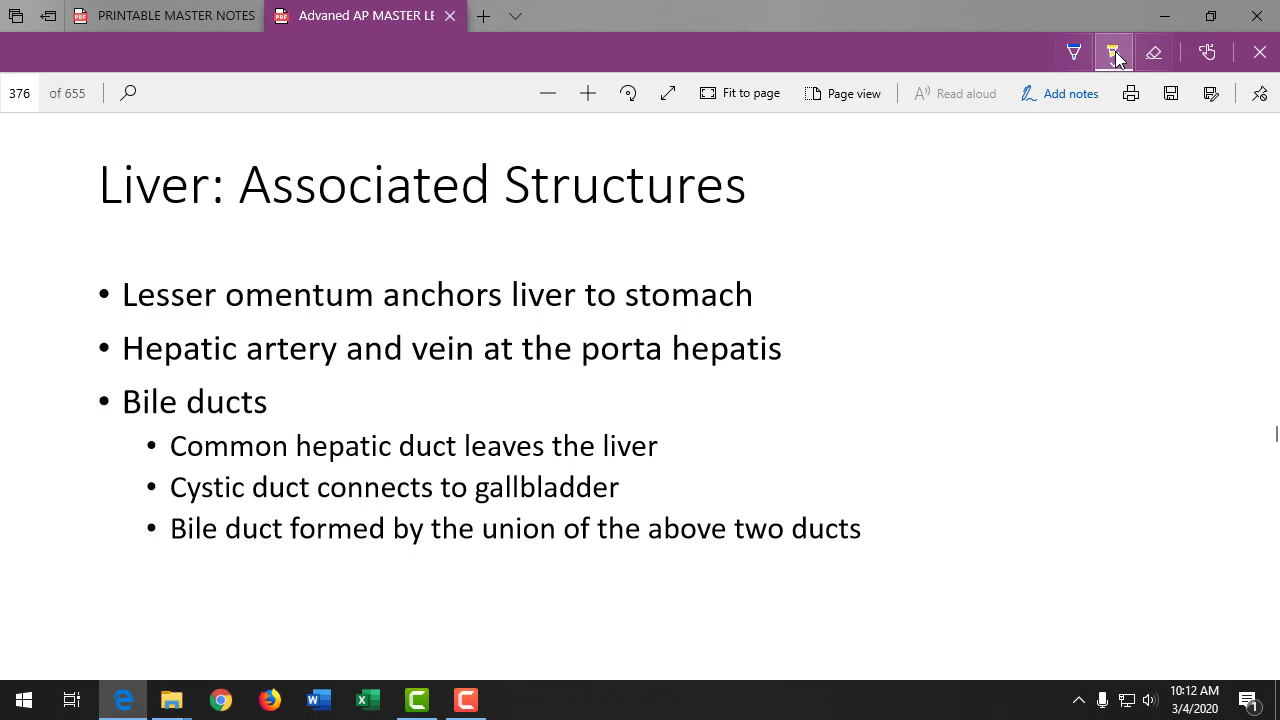 PRINTABLE MASTER NOTES
Advaned AP MASTER LE
376 of 655
Fit to page
Page view
Read aloud
Add notes
Liver: Associated Structures
• Lesser omentum anchors liver to stomach
• Hepatic artery and vein at the porta hepatis
• Bile ducts
• Common hepatic duct leaves the liver
• Cystic duct connects to gallbladder
• Bile duct formed by the union of the above two ducts
10:12 AM
3/4/2020
1